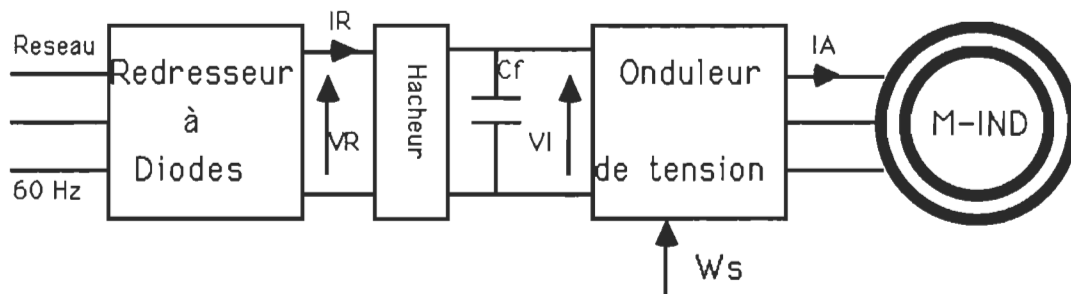 Reseau
60 Hz
Redresseur
à
Diodes
IR
VR
Hacheur
Cf
VI
Onduleur
de tension
Ws
IA
M-IND